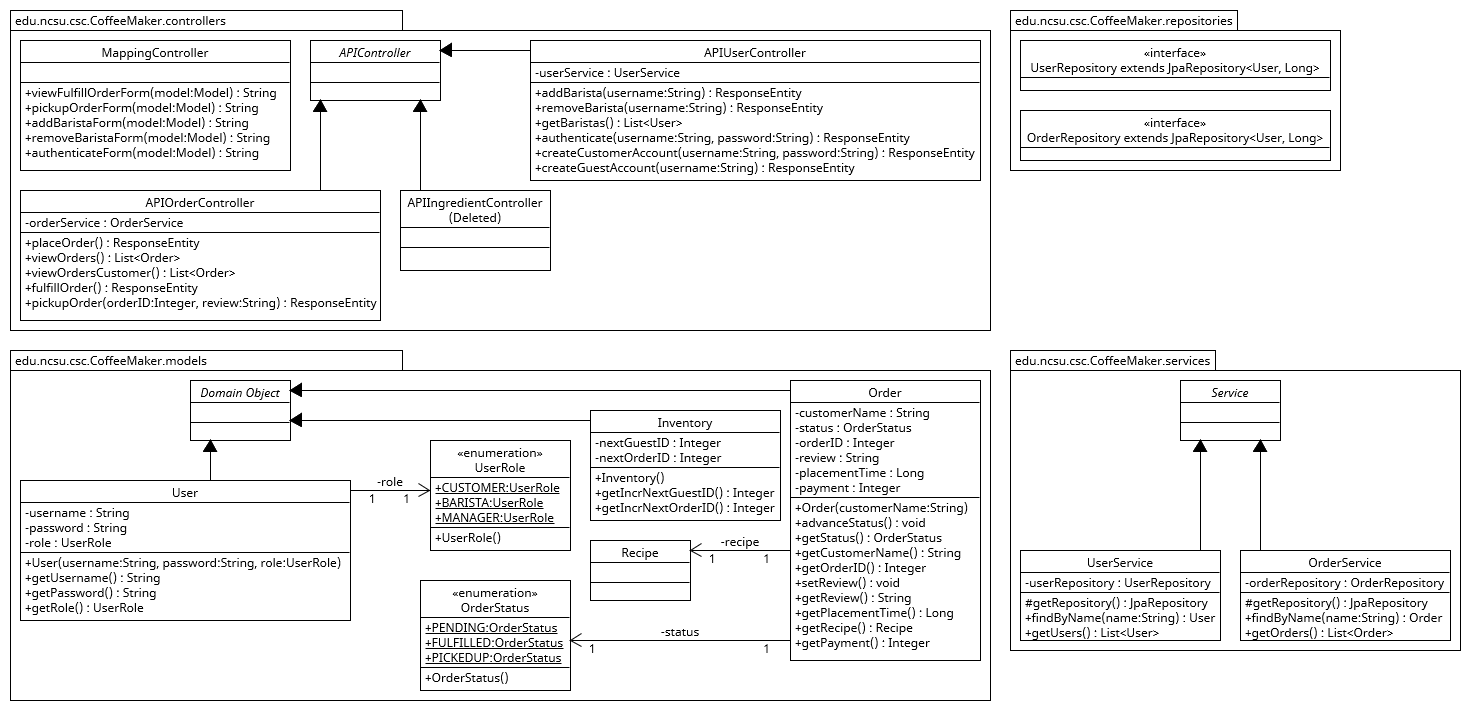 edu.ncsu.csc.CoffeeMaker.controllers
MappingController
+viewFulfillOrderForm(model:Model) : String
+pickupOrderForm(model:Model) : String
+addBaristaForm(model:Model) : String
+removeBaristaForm(model:Model) : String
+authenticateForm(model:Model) : String
APIController
APIUserController
-userService : UserService
+addBarista(username:String) : ResponseEntity
+removeBarista(username:String) : ResponseEntity
+getBaristas() : List<User>
+authenticate(username:String, password:String) : ResponseEntity
+createCustomerAccount(username:String, password:String) : ResponseEntity
+createGuestAccount(username:String) : ResponseEntity
APIOrderController
-orderService : OrderService
+placeOrder() : ResponseEntity
+viewOrders() : List<Order>
+viewOrdersCustomer() : List<Order>
+fulfillOrder() : ResponseEntity
+pickupOrder(orderID:Integer, review:String) : ResponseEntity
APIIngredientController
(Deleted)
edu.ncsu.csc.CoffeeMaker.repositories
«interface»
UserRepository extends JpaRepository<User, Long>
«interface»
OrderRepository extends JpaRepository<User, Long>
edu.ncsu.csc.CoffeeMaker.models
Domain Object
User
-username : String
-password : String
-role : UserRole
+User(username:String, password:String, role:UserRole)
+getUsername() : String
+getPassword() : String
+getRole() : UserRole
-role
1
1
«enumeration»
UserRole
+CUSTOMER:UserRole
+BARISTA:UserRole
+MANAGER:UserRole
+UserRole()
«enumeration»
OrderStatus
+PENDING:OrderStatus
+FULFILLED:OrderStatus
+PICKEDUP:OrderStatus
+OrderStatus()
Inventory
-nextGuestID : Integer
-nextOrderID : Integer
+Inventory()
+getIncrNextGuestID() : Integer
+getIncrNextOrderID() : Integer
Recipe
-recipe
1
1
-status
1
1
Order
-customerName : String
-status : OrderStatus
-orderID : Integer
-review : String
-placementTime : Long
-payment : Integer
+Order(customerName:String)
+advanceStatus() : void
+getStatus() : OrderStatus
+getCustomerName() : String
+getOrderID() : Integer
+setReview() : void
+getReview() : String
+getPlacementTime() : Long
+getRecipe() : Recipe
+getPayment() : Integer
edu.ncsu.csc.CoffeeMaker.services
Service
UserService
-userRepository : UserRepository
#getRepository() : JpaRepository
+findByName(name:String) : User
+getUsers() : List<User>
OrderService
-orderRepository : OrderRepository
#getRepository() : JpaRepository
+findByName(name:String) : Order
+getOrders() : List<Order>